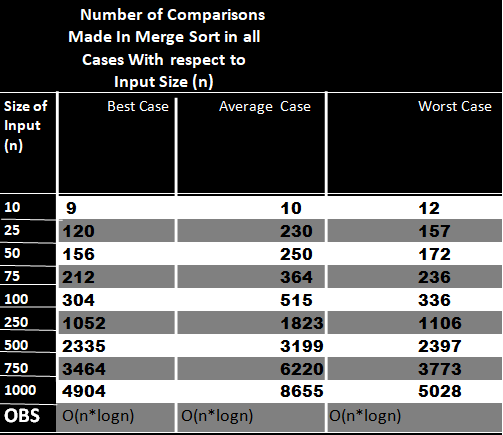 Number of Comparisons
Made In Merge Sort in all
Cases With respect to
Input Size (n)
Size of
Input
(n)
Best Case Average Case Worst Case
10 9 10 12
25 120 230 157
50 156 250 172
75 212 364 236
100 304 515 336
250 1052 1823 1106
500 2335 3199 2397
750 3464 6220 3773
1000 4904 8655 5028
OBS O(n*logn) O(n*logn) O(n*logn)